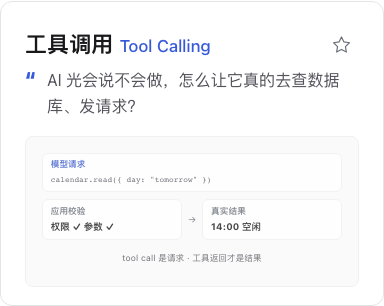 工具调用 Tool Calling
“ AI 光会说不会做，怎么让它真的去查数据
库、发请求？
模型请求
calendar.read({ day: "tomorrow" })
应用校验
权限 ✓ 参数 ✓
→
真实结果
14:00 空闲
tool call 是请求 · 工具返回才是结果